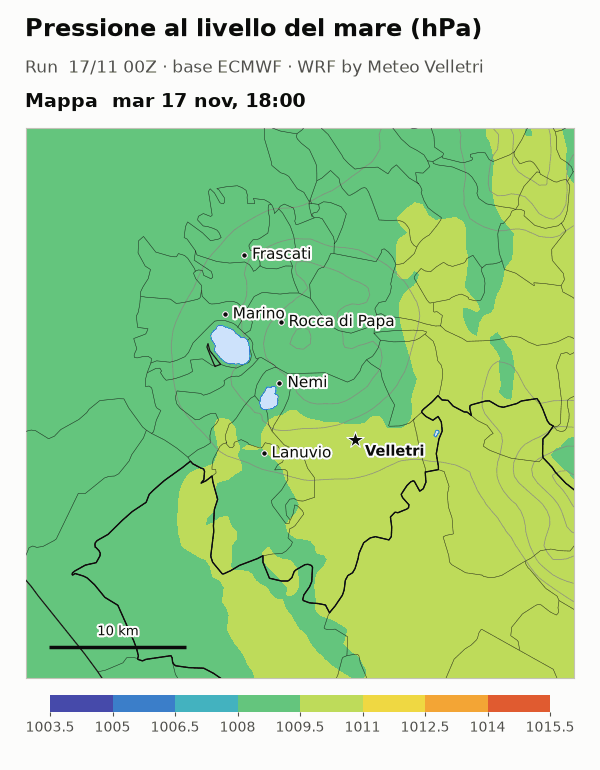 Pressione al livello del mare (hPa)
Run  17/11 00Z · base ECMWF · WRF by Meteo Velletri
Mappa  mar 17 nov, 18:00
Frascati
Marino
Rocca di Papa
Nemi
Velletri
Lanuvio
10 km
1003.5 1005 1006.5 1008 1009.5 1011 1012.5 1014 1015.5